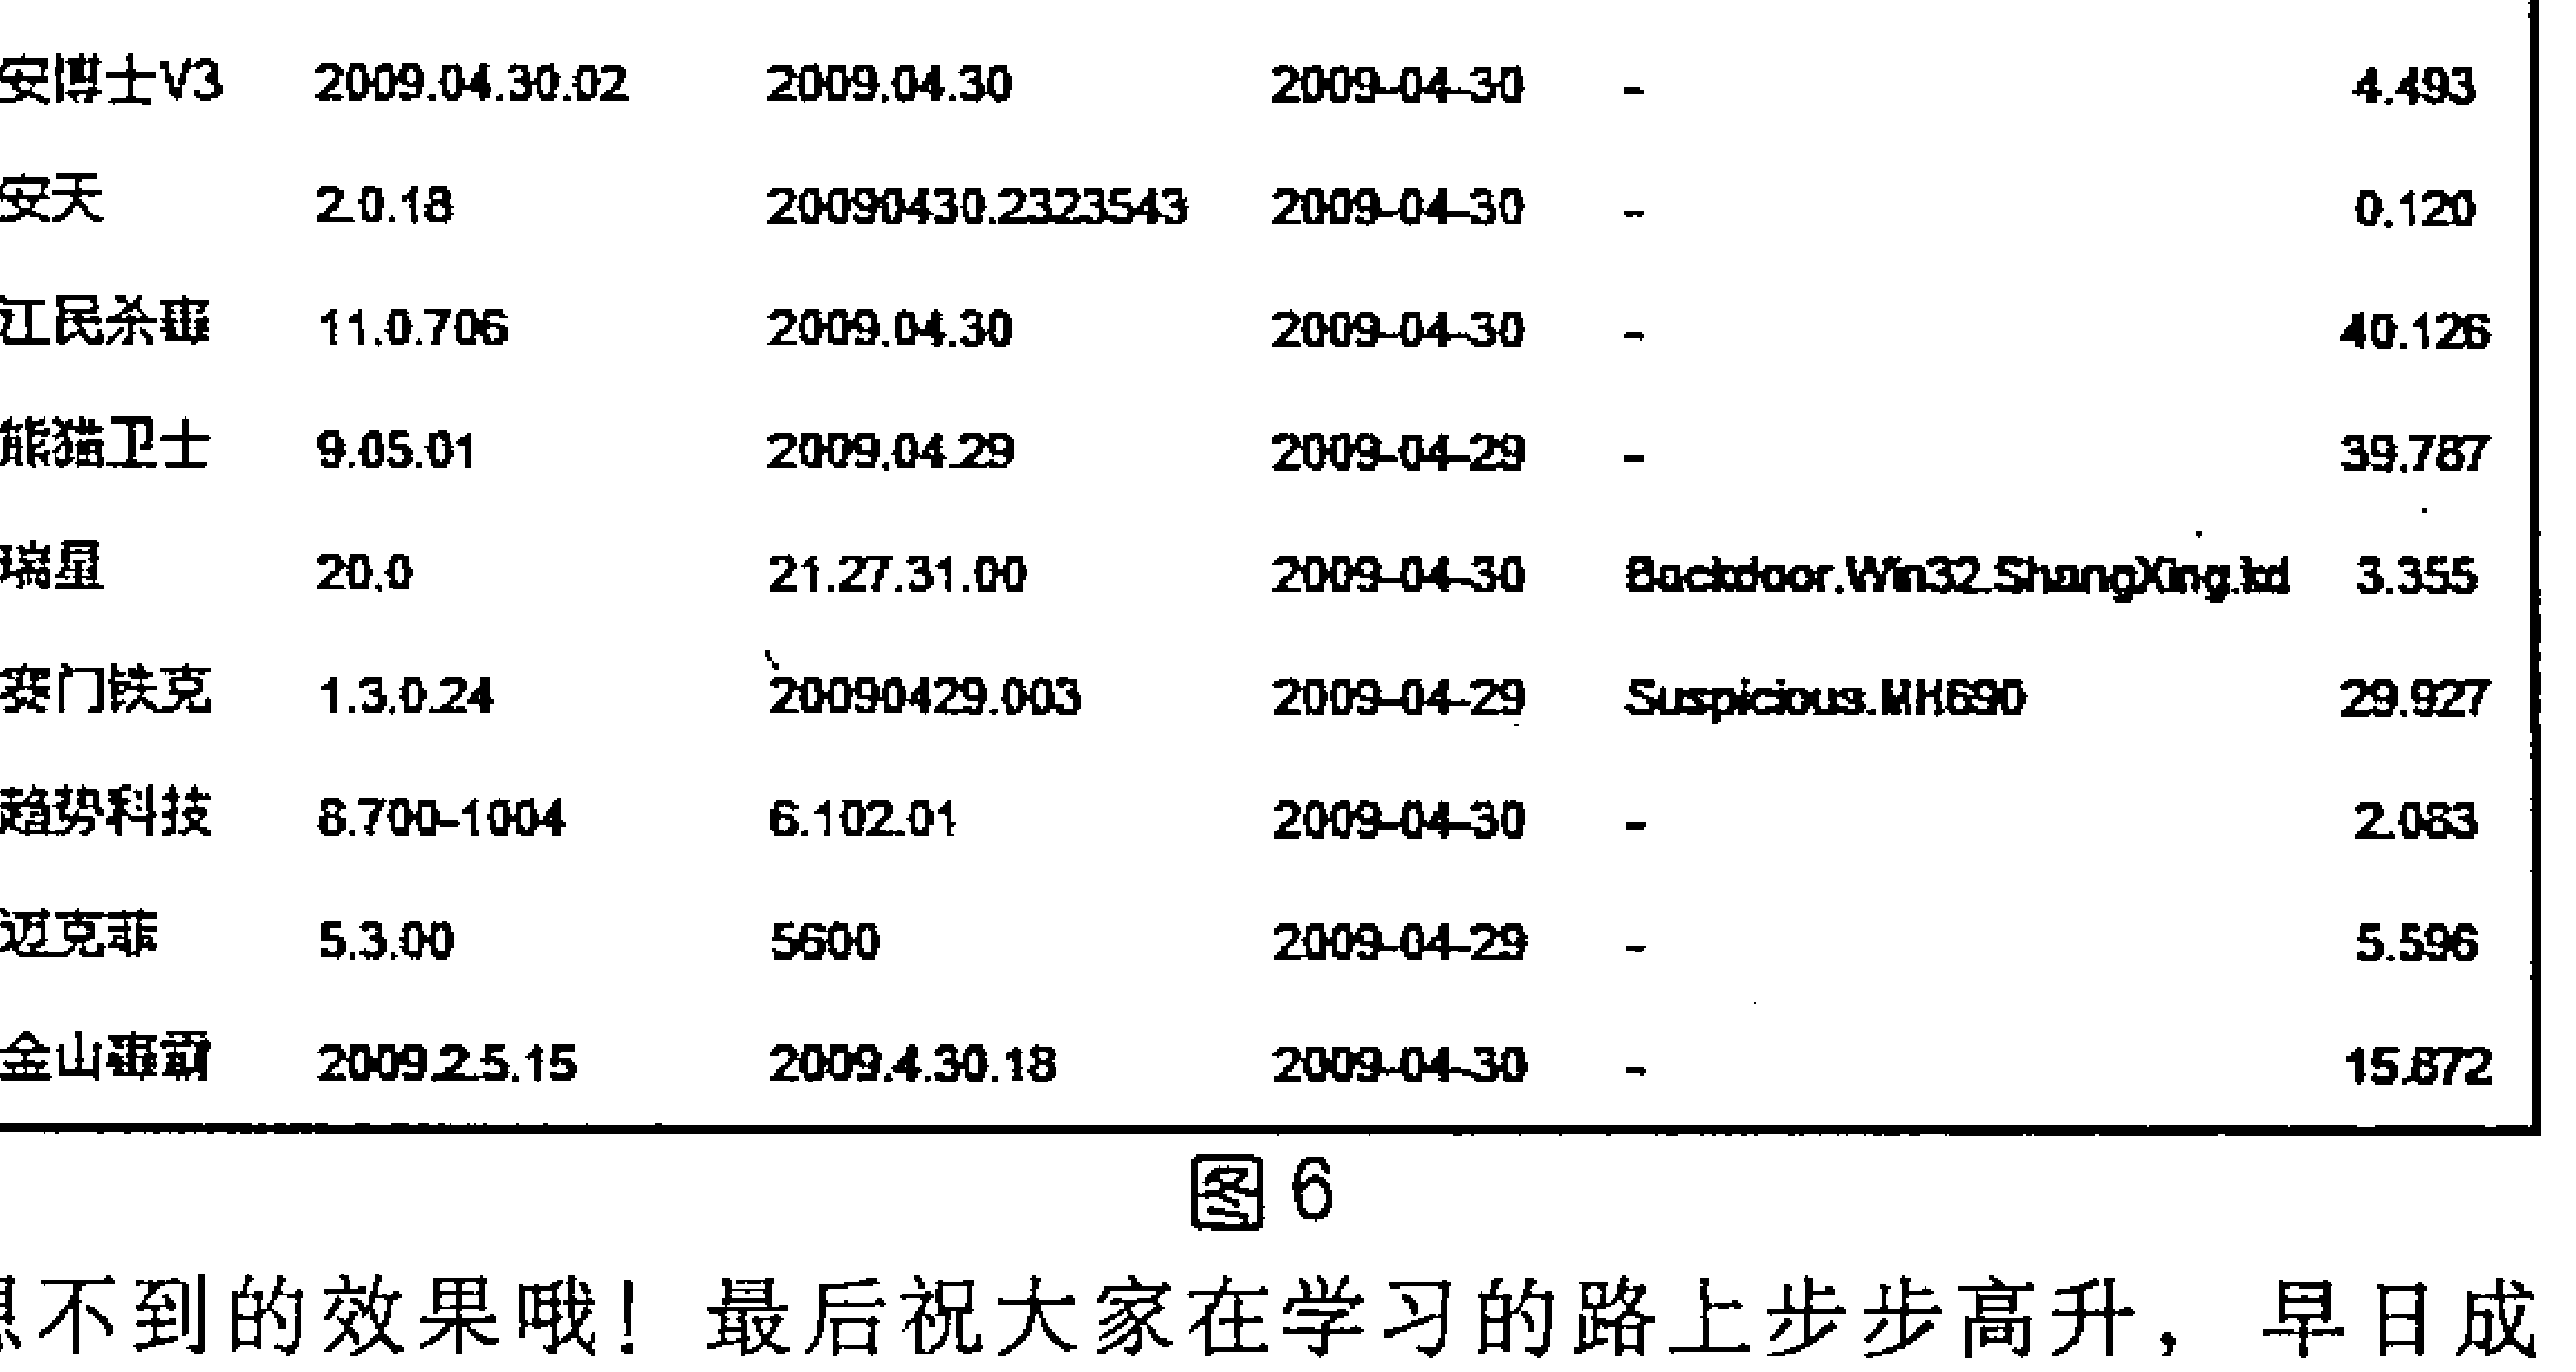 安博士V3 2009.04.30.02 2009.04.30 2009-04-30 - 4.493
安天 2.0.18 20090430.2323543 2009-04-30 - 0.120
江民杀毒 11.0.706 2009.04.30 2009-04-30 - 40.126
熊猫卫士 9.05.01 2009.04.29 2009-04-29 - 39.787
瑞星 20.0 21.27.31.00 2009-04-30 Backdoor.Win32.ShangXing.kd 3.355
赛门铁克 1.3.0.24 20090429.003 2009-04-29 Suspicious.MH690 29.927
趋势科技 8.700-1004 6.102.01 2009-04-30 - 2.083
迈克菲 5.3.00 5600 2009-04-29 - 5.596
金山毒霸 2009.2.5.15 2009.4.30.18 2009-04-30 -
图 6
不到的效果哦！最后祝大家在学习的路上步步高升，早日成